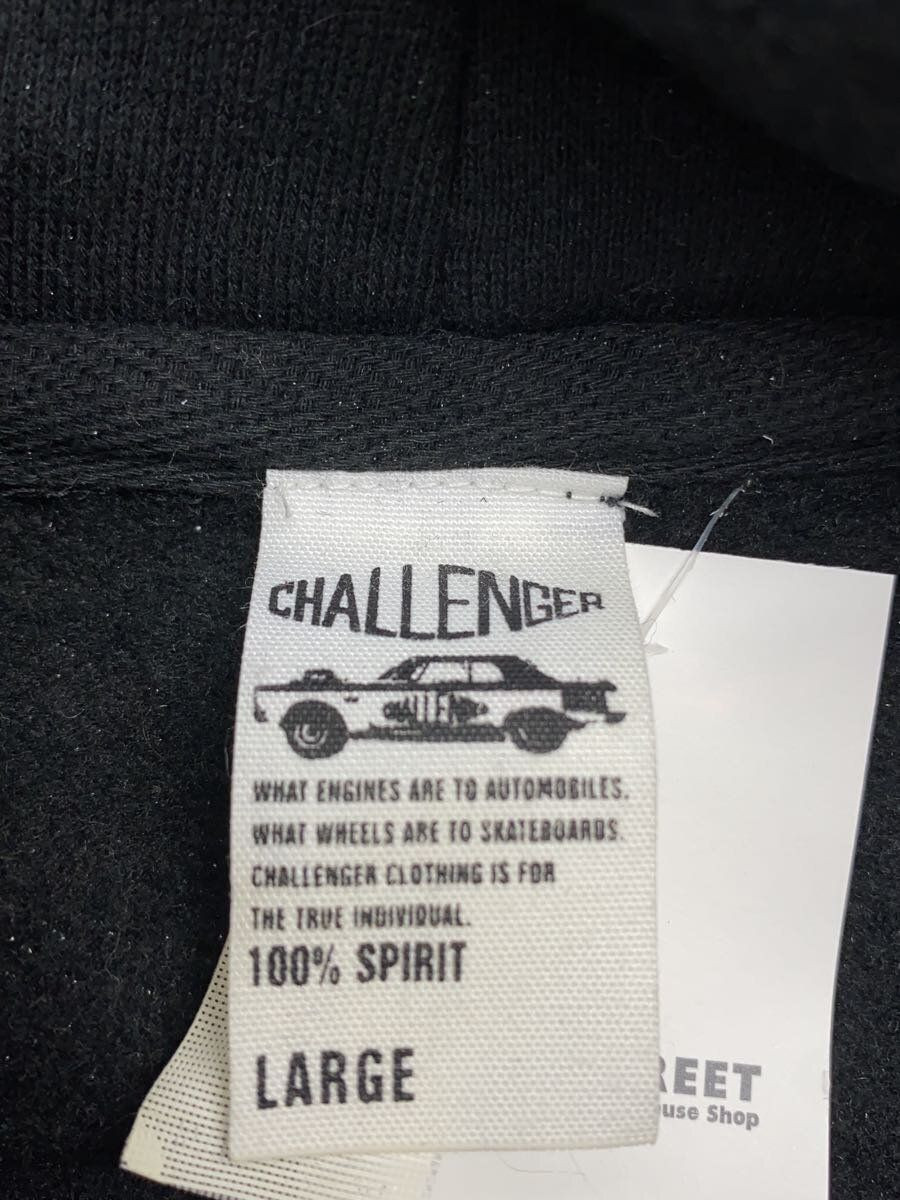 CHALLENGER
CHALLENGER
WHAT ENGINES ARE TO AUTOMOBILES.
WHAT WHEELS ARE TO SKATEBOARDS.
CHALLENGER CLOTHING IS FOR
THE TRUE INDIVIDUAL.
100% SPIRIT
LARGE
REET
use Shop